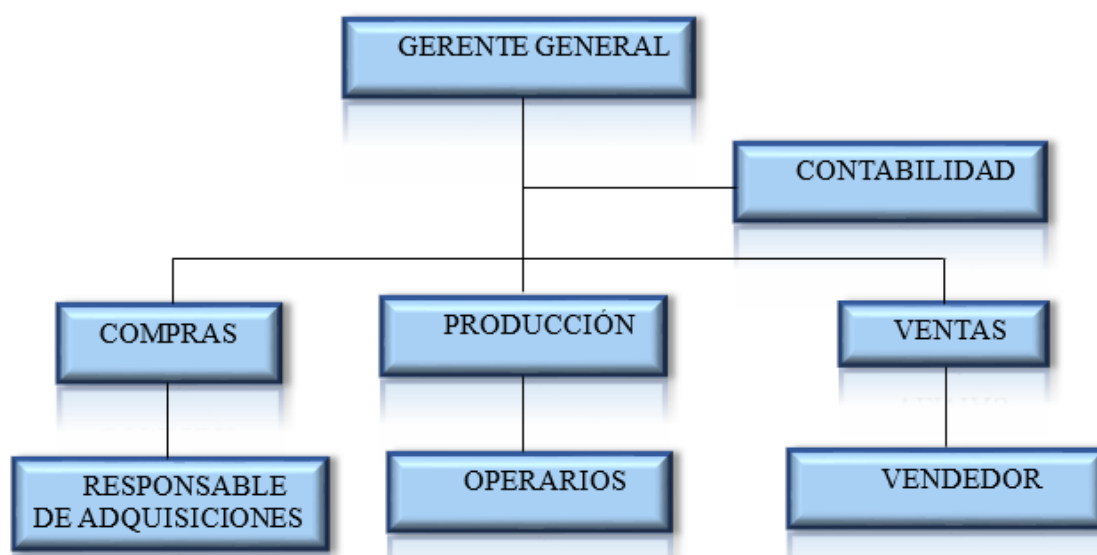 GERENTE GENERAL
CONTABILIDAD
COMPRAS
PRODUCCIÓN
VENTAS
RESPONSABLE
DE ADQUISICIONES
OPERARIOS
VENDEDOR